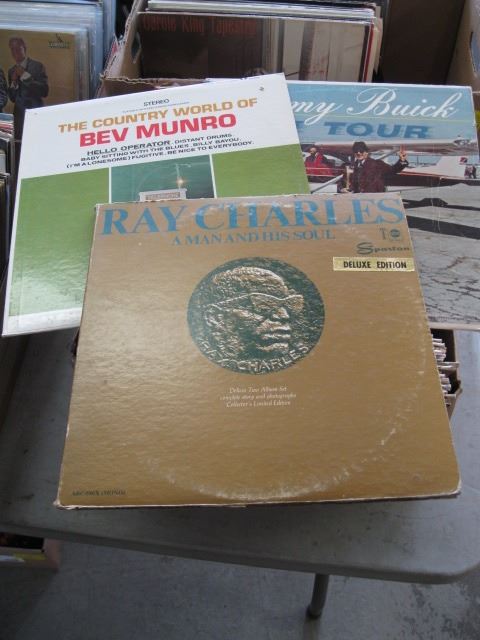 Carole King Tapestry
STEREO
THE COUNTRY WORLD OF
BEV MUNRO
HELLO OPERATOR. DISTANT DRUMS.
BABY SITTING WITH THE BLUES. BILLY BAYOU.
(I'M A LONESOME) FUGITIVE. BE NICE TO EVERYBODY.
my Buick
TOUR
RAY CHARLES
A MAN AND HIS SOUL
Sparton
DELUXE EDITION
RAY CHARLES
Deluxe Two Album Set
complete story and photographs
Collector's Limited Edition